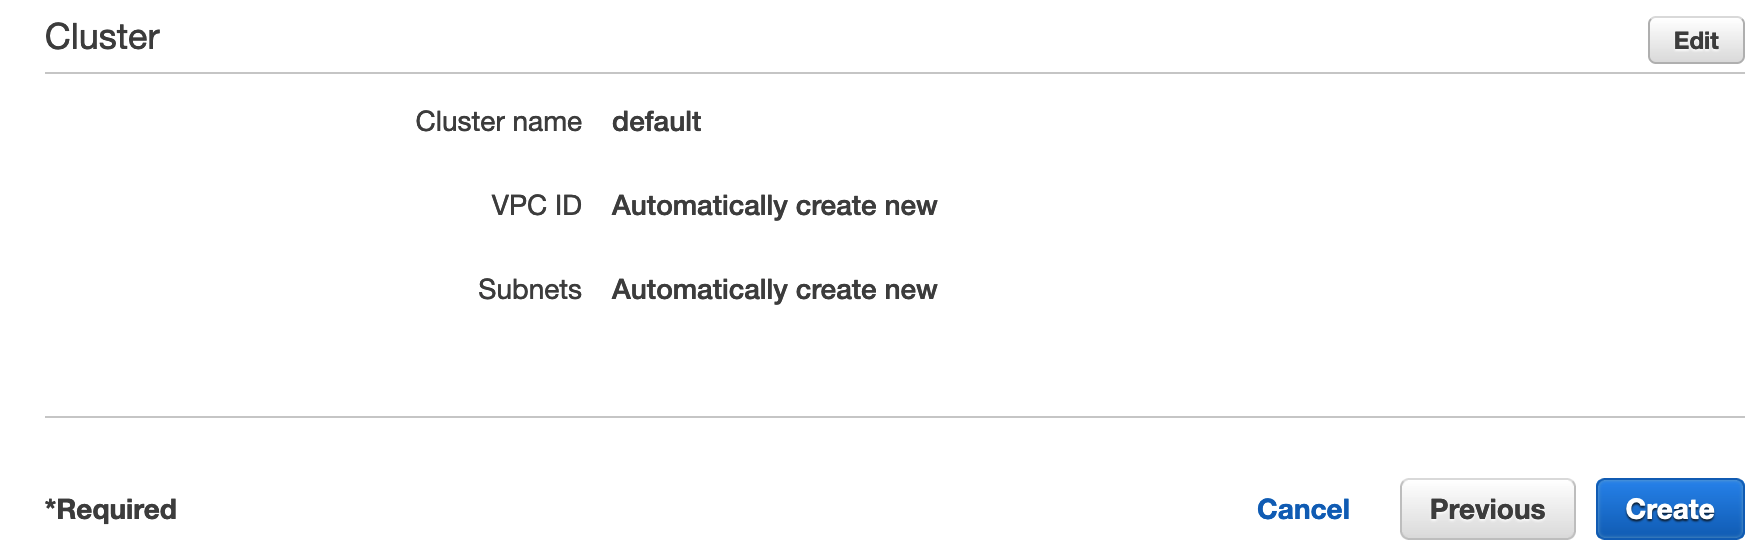 Cluster
Edit
Cluster name default
VPC ID Automatically create new
Subnets Automatically create new
*Required
Cancel Previous Create